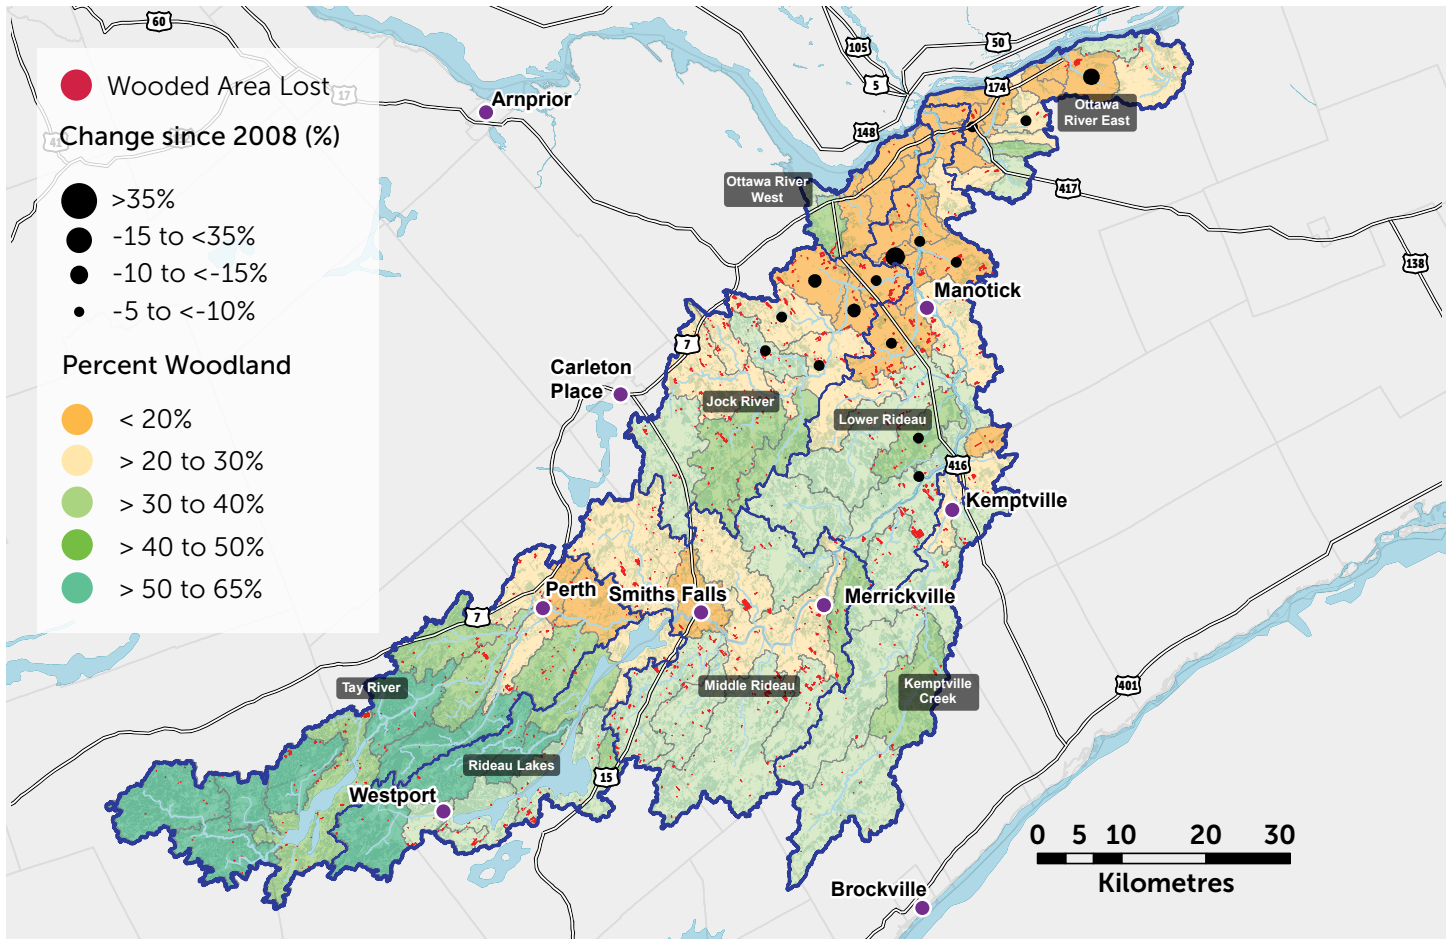 60
105
50
5
174
148
17
Arnprior
Ottawa
River East
417
138
Wooded Area Lost
Change since 2008 (%)
>35%
-15 to <35%
-10 to <-15%
-5 to <-10%
Percent Woodland
< 20%
> 20 to 30%
> 30 to 40%
> 40 to 50%
> 50 to 65%
Ottawa River
West
Manotick
7
Carleton
Place
Jock River
Lower Rideau
416
Kemptville
Perth
Smiths Falls
Merrickville
7
Tay River
Middle Rideau
Kemptville
Creek
401
Rideau Lakes
15
Westport
0 5 10 20 30
Kilometres
Brockville